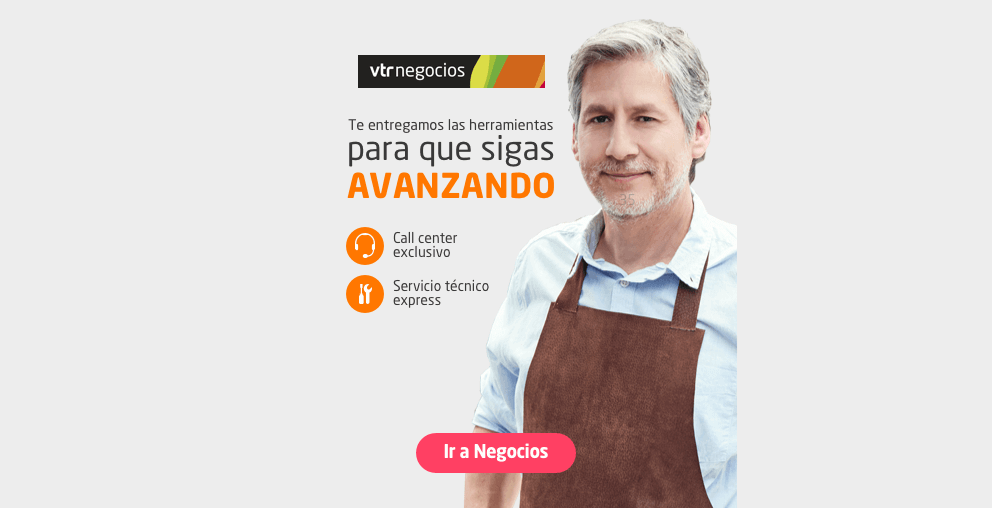 vtr negocios
Te entregamos las herramientas
para que sigas
AVANZANDO
Call center
exclusivo
Servicio técnico
express
Ir a Negocios